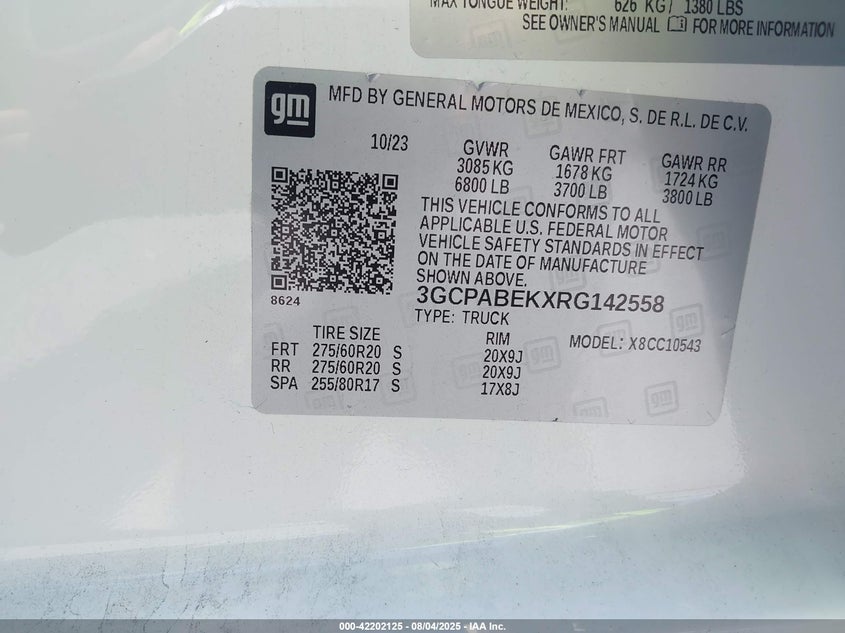 MAX TONGUE WEIGHT: 626 KG / 1380 LBS
SEE OWNER'S MANUAL FOR MORE INFORMATION
gm MFD BY GENERAL MOTORS DE MEXICO, S. DE R.L. DE C.V.
10/23 GVWR GAWR FRT GAWR RR
3085 KG 1678 KG 1724 KG
6800 LB 3700 LB 3800 LB
THIS VEHICLE CONFORMS TO ALL
APPLICABLE U.S. FEDERAL MOTOR
VEHICLE SAFETY STANDARDS IN EFFECT
ON THE DATE OF MANUFACTURE
SHOWN ABOVE.
8624 3GCPABEKXRG142558
TYPE: TRUCK
TIRE SIZE RIM MODEL: X8CC10543
FRT 275/60R20 S 20X9J
RR 275/60R20 S 20X9J
SPA 255/80R17 S 17X8J
000-42202125 - 08/04/2025 - IAA Inc.